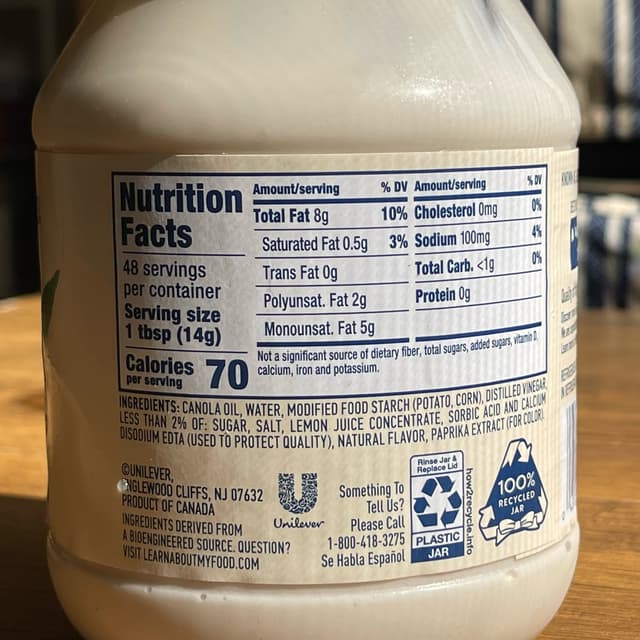 Nutrition
Facts
48 servings
per container
Serving size
1 tbsp (14g)
Calories 70
per serving
Amount/serving % DV
Total Fat 8g 10%
Saturated Fat 0.5g 3%
Trans Fat 0g
Polyunsat. Fat 2g
Monounsat. Fat 5g
Amount/serving % DV
Cholesterol 0mg 0%
Sodium 100mg 4%
Total Carb. <1g 0%
Protein 0g
Not a significant source of dietary fiber, total sugars, added sugars, vitamin D,
calcium, iron and potassium.
INGREDIENTS: CANOLA OIL, WATER, MODIFIED FOOD STARCH (POTATO, CORN), DISTILLED VINEGAR,
LESS THAN 2% OF: SUGAR, SALT, LEMON JUICE CONCENTRATE, SORBIC ACID AND CALCIUM
DISODIUM EDTA (USED TO PROTECT QUALITY), NATURAL FLAVOR, PAPRIKA EXTRACT (FOR COLOR).
©UNILEVER,
ENGLEWOOD CLIFFS, NJ 07632
PRODUCT OF CANADA
INGREDIENTS DERIVED FROM
A BIOENGINEERED SOURCE. QUESTION?
VISIT LEARNABOUTMYFOOD.COM
Unilever
Something To
Tell Us?
Please Call
1-800-418-3275
Se Habla Español
Rinse Jar &
Replace Lid
PLASTIC
JAR
how2recycle.info
100%
RECYCLED
JAR